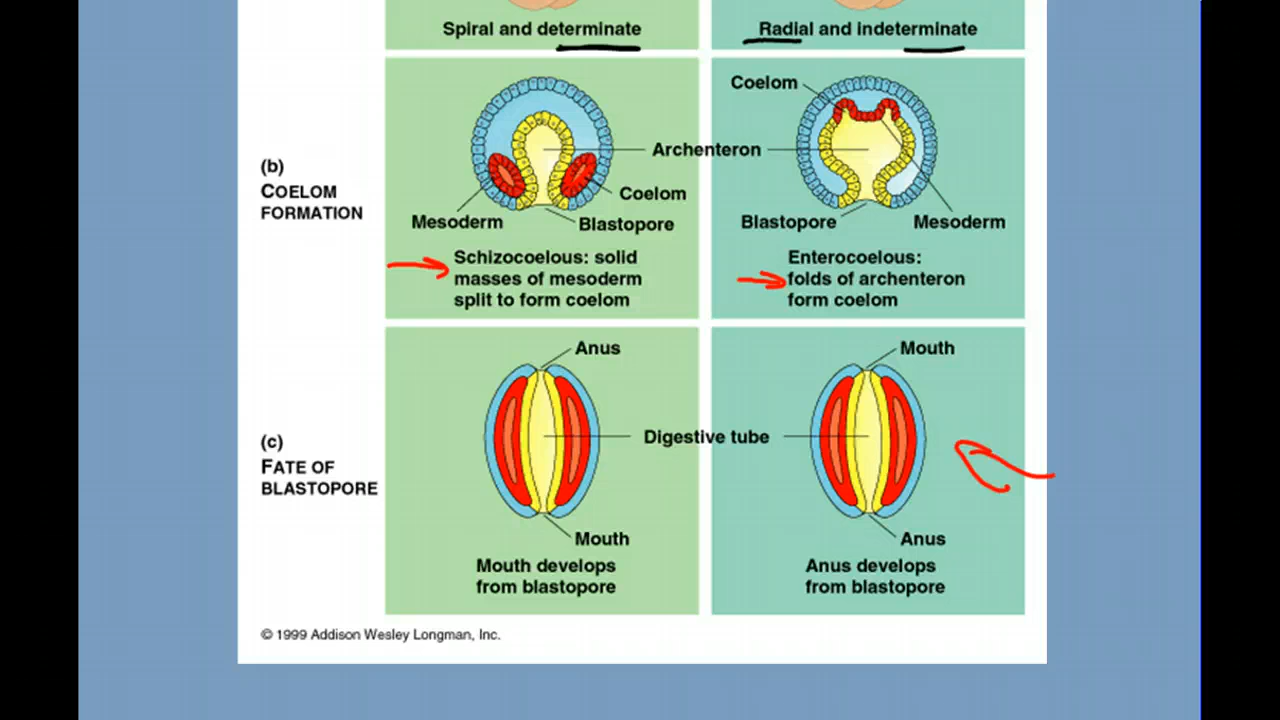 Spiral and determinate
Radial and indeterminate
(b)
COELOM
FORMATION
Coelom
Archenteron
Coelom
Mesoderm
Blastopore
Blastopore
Mesoderm
Schizocoelous: solid
masses of mesoderm
split to form coelom
Enterocoelous:
folds of archenteron
form coelom
(c)
FATE OF
BLASTOPORE
Anus
Mouth
Digestive tube
Mouth
Anus
Mouth develops
from blastopore
Anus develops
from blastopore
© 1999 Addison Wesley Longman, Inc.